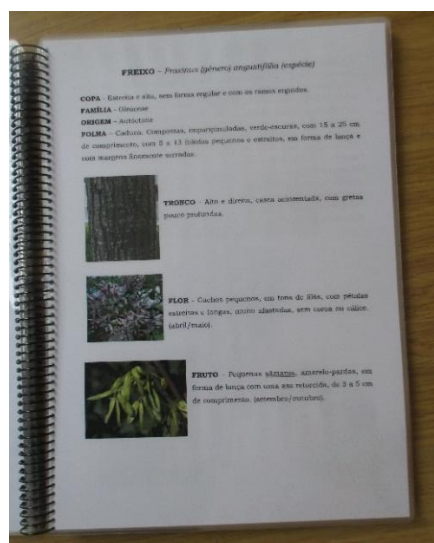 FREIXO – Fraxinus (género) angustifólia (espécie)
COPA - Estreita e alta, sem forma regular e com os ramos erguidos.
FAMÍLIA - Oleaceae
ORIGEM – Autóctone
FOLHA – Caduca. Compostas, imparipinuladas, verde-escuras, com 15 a 25 cm
de comprimento, com 5 a 13 folíolos pequenos e estreitos, em forma de lança e
com margens finamente serradas.
TRONCO - Alto e direito, casca acinzentada, com gretas
pouco profundas.
FLOR – Cachos pequenos, em tons de lilás, com pétalas
estreitas e longas, muito afastadas, sem coroa ou cálice.
(abril/maio).
FRUTO – Pequenas sâmaras, amarelo-pardas, em
forma de lança com uma asa retorcida, de 3 a 5 cm
de comprimento. (setembro/outubro).